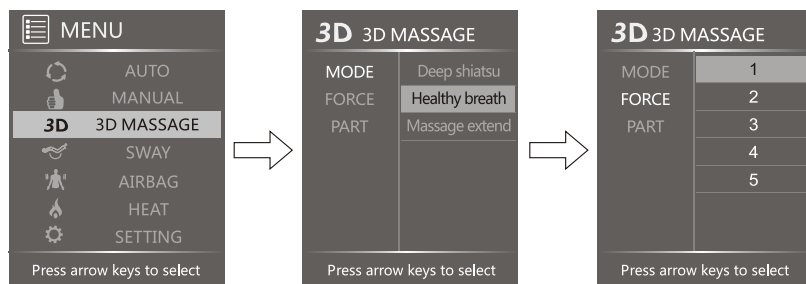 MENU
AUTO
MANUAL
3D 3D MASSAGE
SWAY
AIRBAG
HEAT
SETTING
Press arrow keys to select
3D 3D MASSAGE
MODE Deep shiatsu
FORCE Healthy breath
PART Massage extend
Press arrow keys to select
3D 3D MASSAGE
MODE 1
FORCE 2
PART 3
4
5
Press arrow keys to select